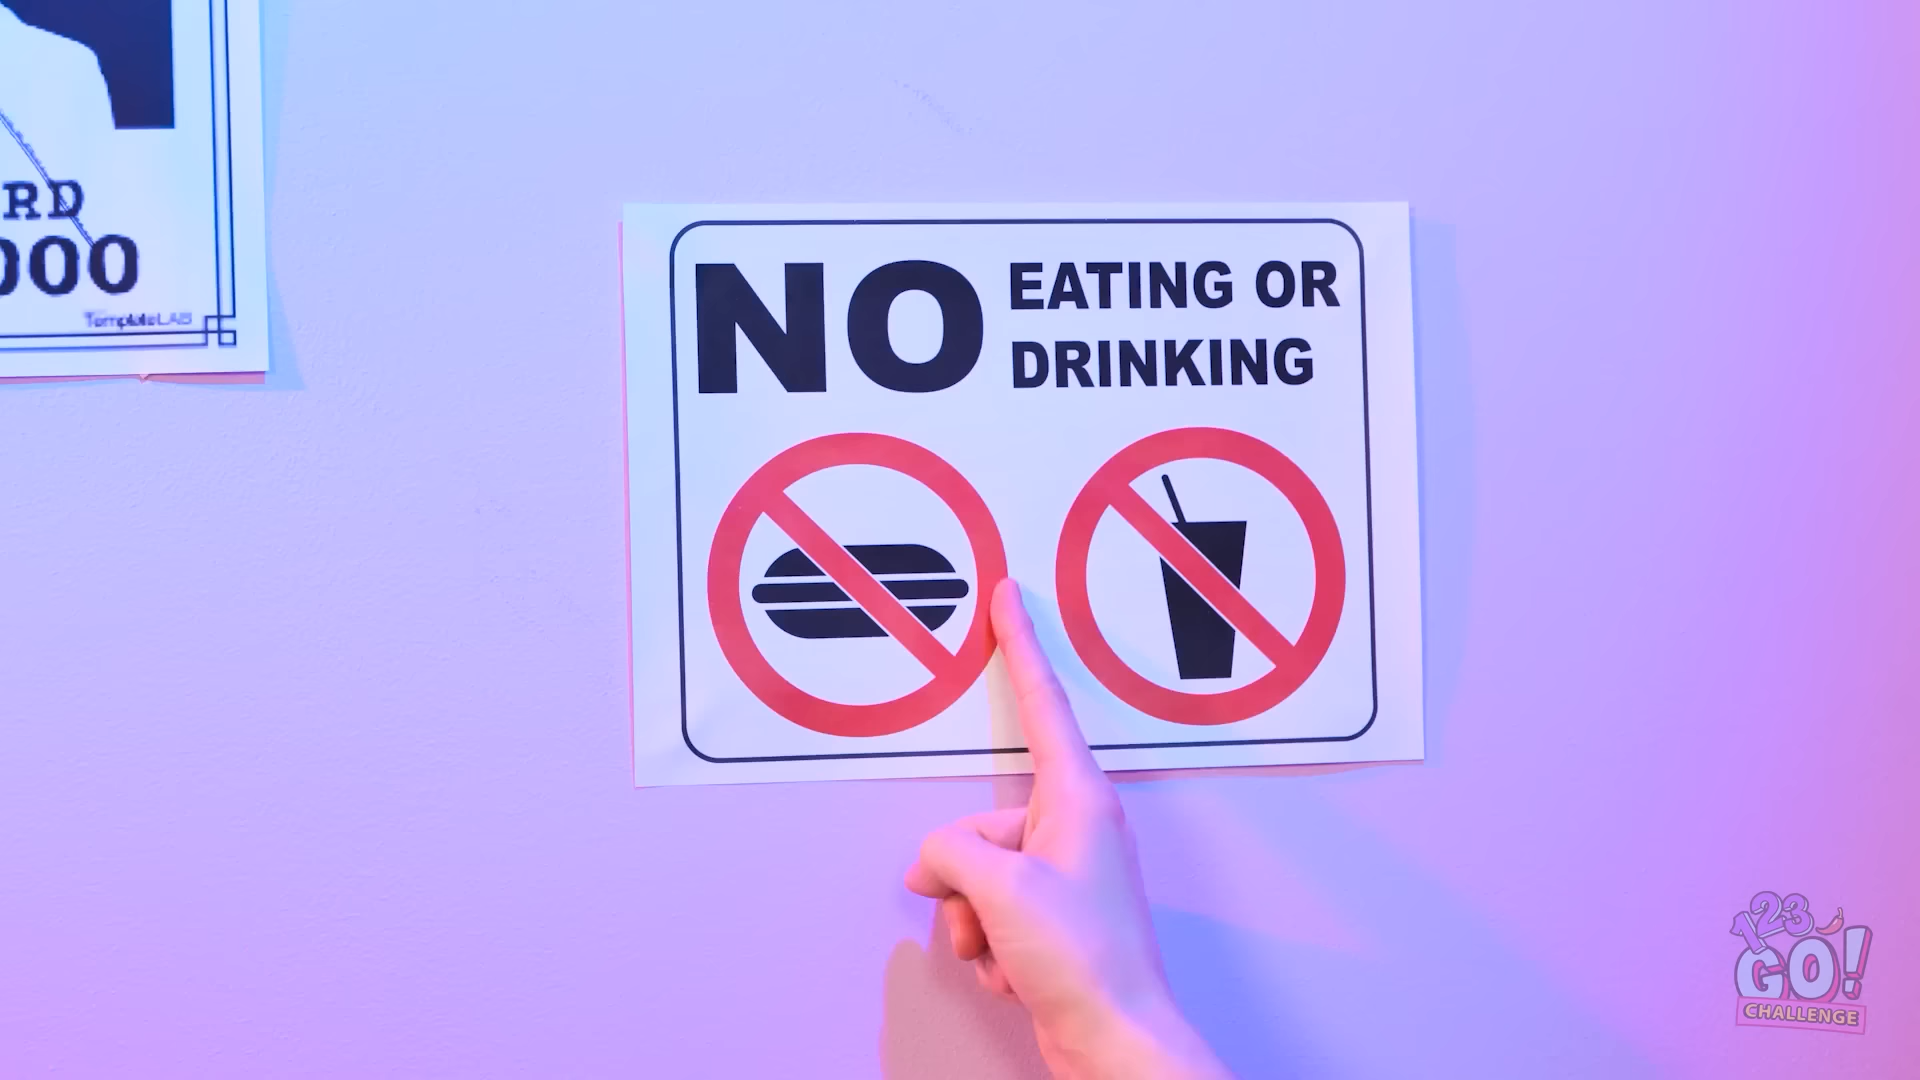 RD
000
TemplateLAB
NO EATING OR
DRINKING
123
GO!
CHALLENGE